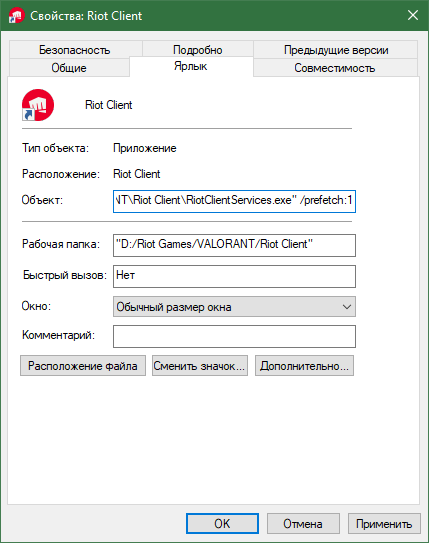 Свойства: Riot Client
Безопасность Подробно Предыдущие версии
Общие Ярлык Совместимость
Riot Client
Тип объекта: Приложение
Расположение: Riot Client
Объект: NT\Riot Client\RiotClientServices.exe" /prefetch:1
Рабочая папка: "D:/Riot Games/VALORANT/Riot Client"
Быстрый вызов: Нет
Окно: Обычный размер окна
Комментарий:
Расположение файла Сменить значок... Дополнительно...
OK Отмена Применить